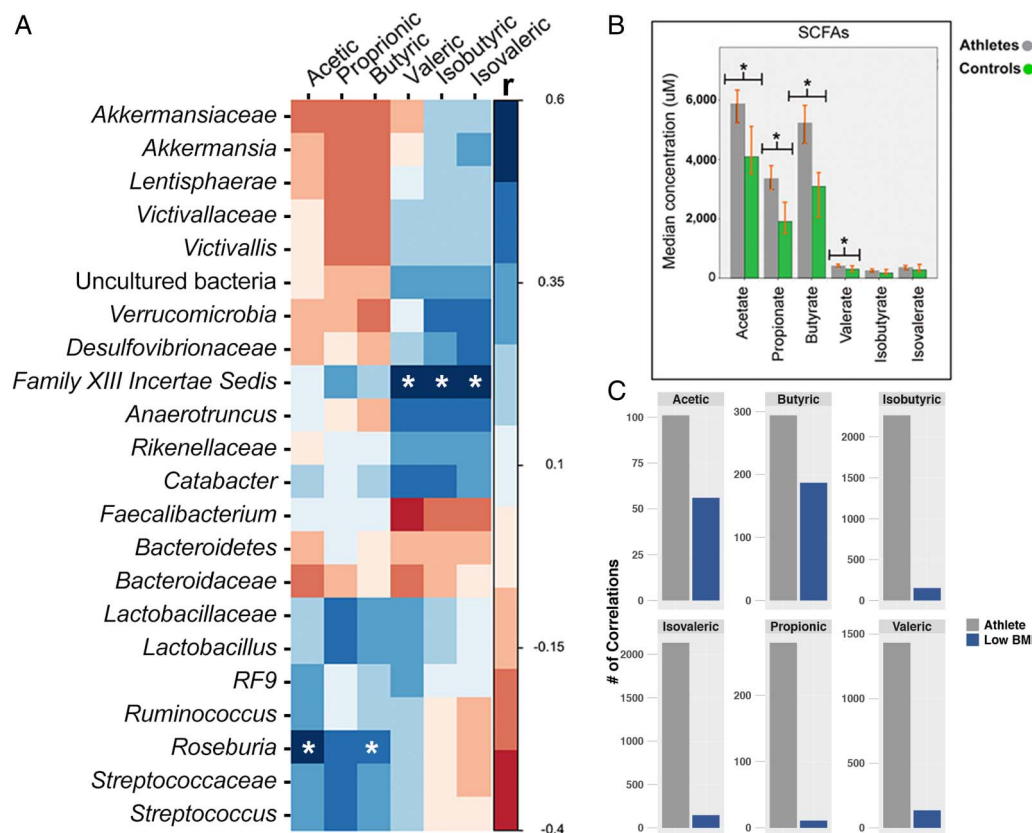 A
Acetic
Proprionic
Butyric
Valeric
Isobutyric
Isovaleric
r
Akkermansiaceae
Akkermansia
Lentisphaerae
Victivallaceae
Victivallis
Uncultured bacteria
Verrucomicrobia
Desulfovibrionaceae
Family XIII Incertae Sedis
* * *
Anaerotruncus
Rikenellaceae
Catabacter
Faecalibacterium
Bacteroidetes
Bacteroidaceae
Lactobacillaceae
Lactobacillus
RF9
Ruminococcus
Roseburia
* *
Streptococcaceae
Streptococcus
0.6
0.35
0.1
-0.15
-0.4
B
SCFAs
Athletes
Controls
Median concentration (uM)
6,000
4,000
2,000
0
* * * *
Acetate
Propionate
Butyrate
Valerate
Isobutyrate
Isovalerate
C
# of Correlations
Acetic
100
75
50
25
0
Butyric
300
200
100
0
Isobutyric
2000
1500
1000
500
0
Isovaleric
2000
1500
1000
500
0
Propionic
200
100
0
Valeric
1500
1000
500
0
Athlete
Low BMI